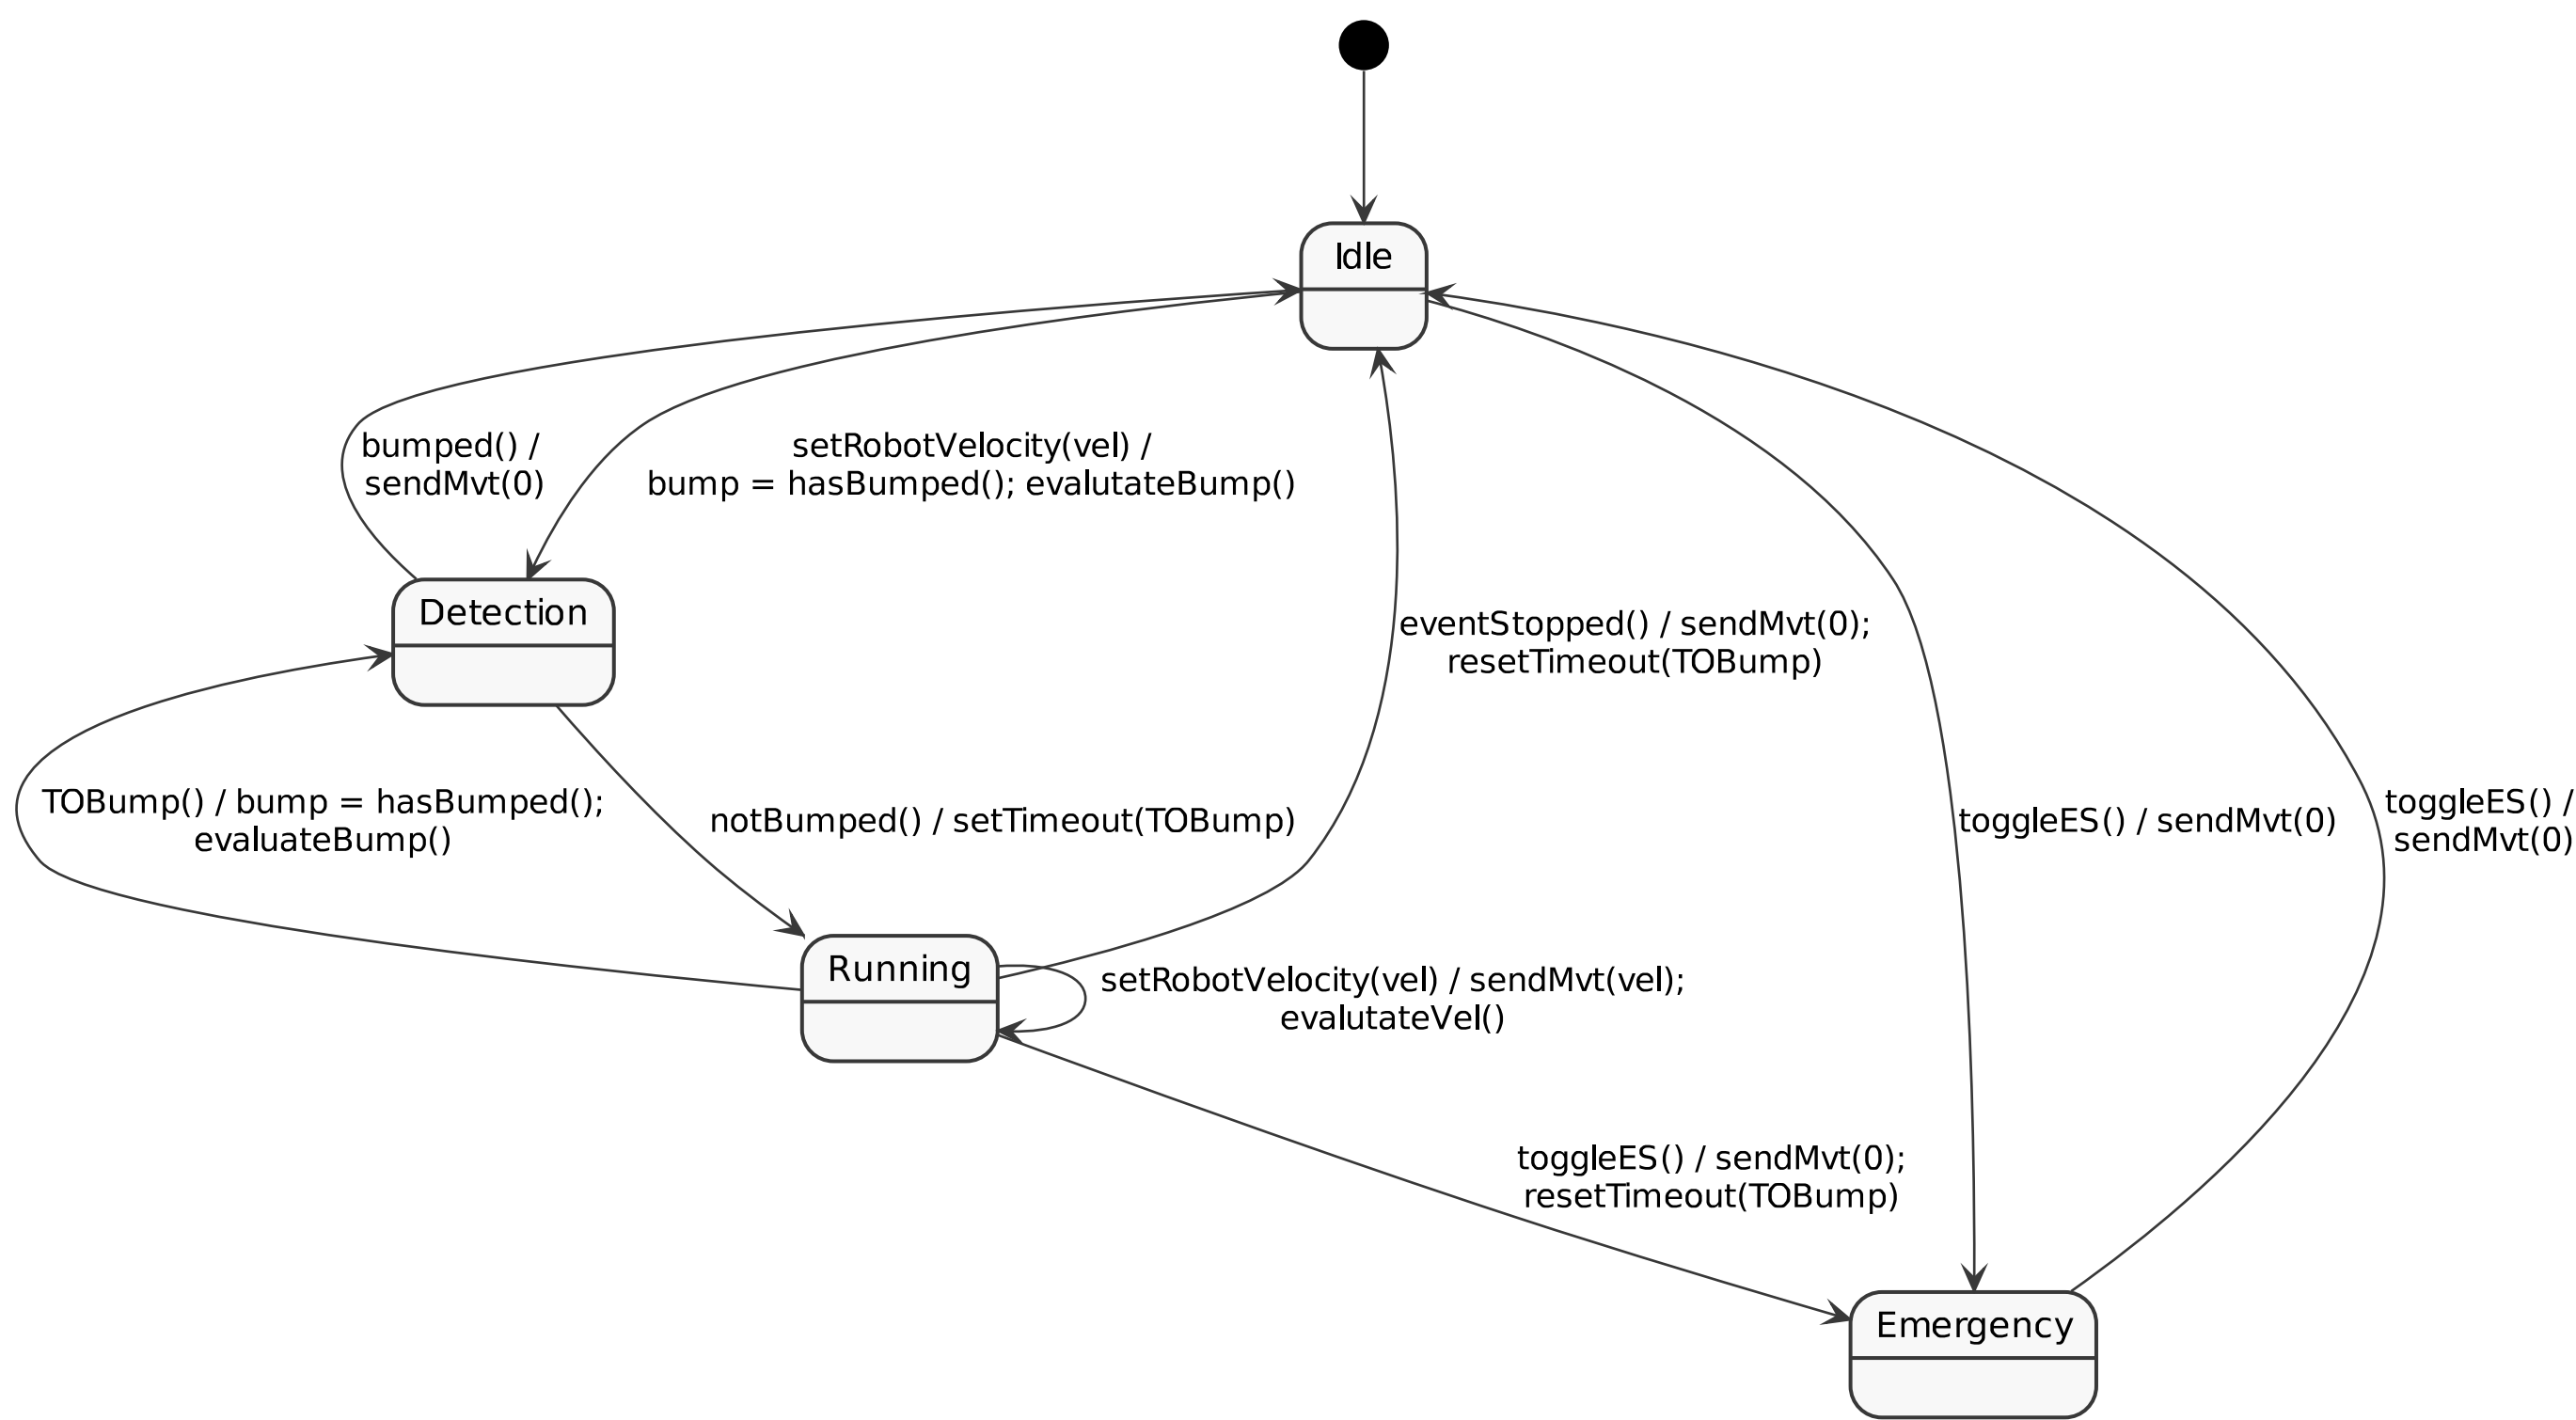 Idle
bumped() /
sendMvt(0)
setRobotVelocity(vel) /
bump = hasBumped(); evalutateBump()
Detection
eventStopped() / sendMvt(0);
resetTimeout(TOBump)
TOBump() / bump = hasBumped();
evaluateBump()
notBumped() / setTimeout(TOBump)
toggleES() / sendMvt(0)
toggleES() /
sendMvt(0)
Running
setRobotVelocity(vel) / sendMvt(vel);
evalutateVel()
toggleES() / sendMvt(0);
resetTimeout(TOBump)
Emergency